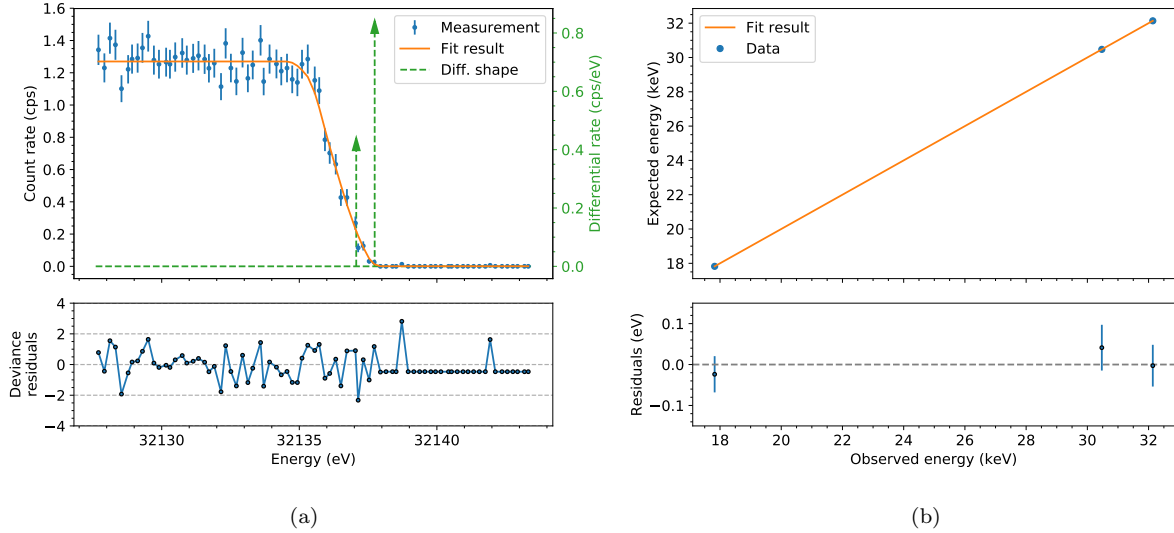 1.6
1.4
1.2
1.0
0.8
0.6
0.4
0.2
0.0
Count rate (cps)
Measurement
Fit result
Diff. shape
0.8
0.6
0.4
0.2
0.0
Differential rate (cps/eV)
4
2
0
−2
−4
Deviance
residuals
32130
32135
32140
Energy (eV)
(a)
32
30
28
26
24
22
20
18
Expected energy (keV)
Fit result
Data
0.1
0.0
−0.1
Residuals (eV)
18
20
22
24
26
28
30
32
Observed energy (keV)
(b)